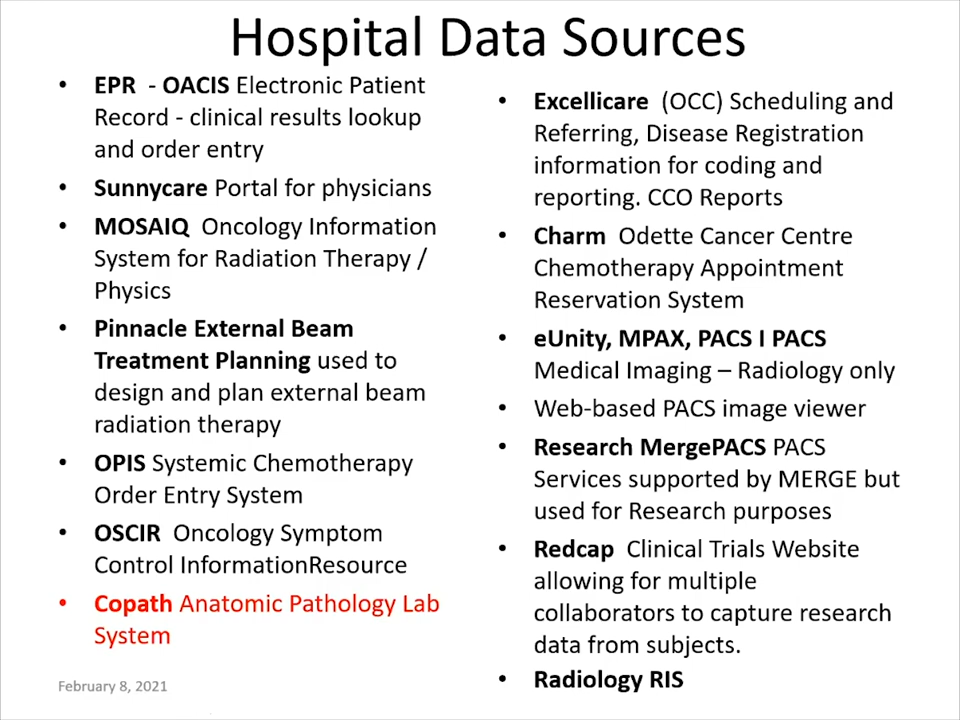 Hospital Data Sources
• EPR - OACIS Electronic Patient
Record - clinical results lookup
and order entry
• Sunnycare Portal for physicians
• MOSAIQ Oncology Information
System for Radiation Therapy /
Physics
• Pinnacle External Beam
Treatment Planning used to
design and plan external beam
radiation therapy
• OPIS Systemic Chemotherapy
Order Entry System
• OSCIR Oncology Symptom
Control InformationResource
• Copath Anatomic Pathology Lab
System
• Excellicare (OCC) Scheduling and
Referring, Disease Registration
information for coding and
reporting. CCO Reports
• Charm Odette Cancer Centre
Chemotherapy Appointment
Reservation System
• eUnity, MPAX, PACS I PACS
Medical Imaging – Radiology only
• Web-based PACS image viewer
• Research MergePACS PACS
Services supported by MERGE but
used for Research purposes
• Redcap Clinical Trials Website
allowing for multiple
collaborators to capture research
data from subjects.
• Radiology RIS
February 8, 2021